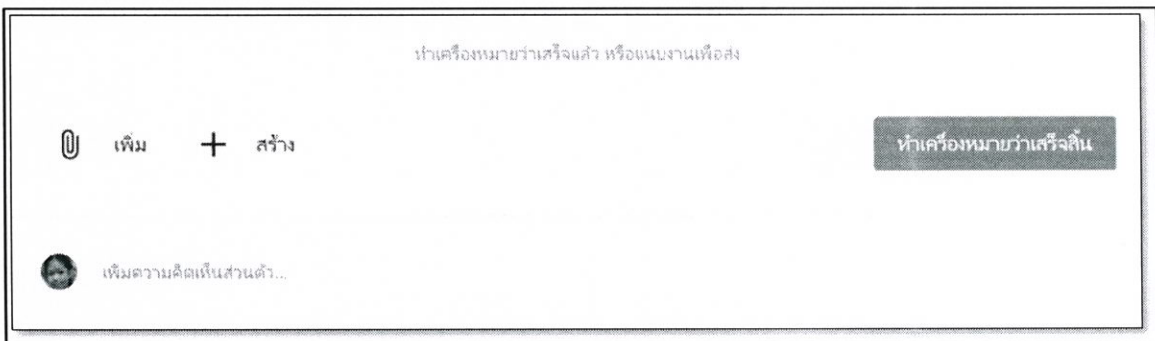 ทำเครื่องหมายว่าเสร็จแล้ว หรือแนบงานเพื่อส่ง
เพิ่ม + สร้าง
ทำเครื่องหมายว่าเสร็จสิ้น
เพิ่มความคิดเห็นส่วนตัว...